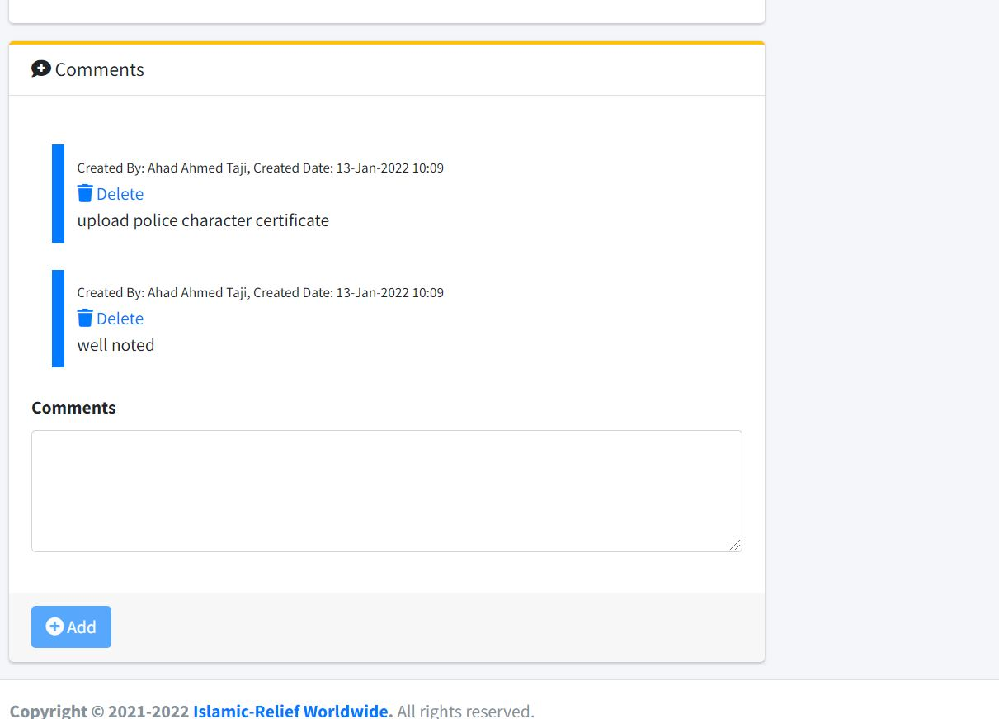 Comments
Created By: Ahad Ahmed Taji, Created Date: 13-Jan-2022 10:09
Delete
upload police character certificate
Created By: Ahad Ahmed Taji, Created Date: 13-Jan-2022 10:09
Delete
well noted
Comments
Add
Copyright © 2021-2022 Islamic-Relief Worldwide. All rights reserved.